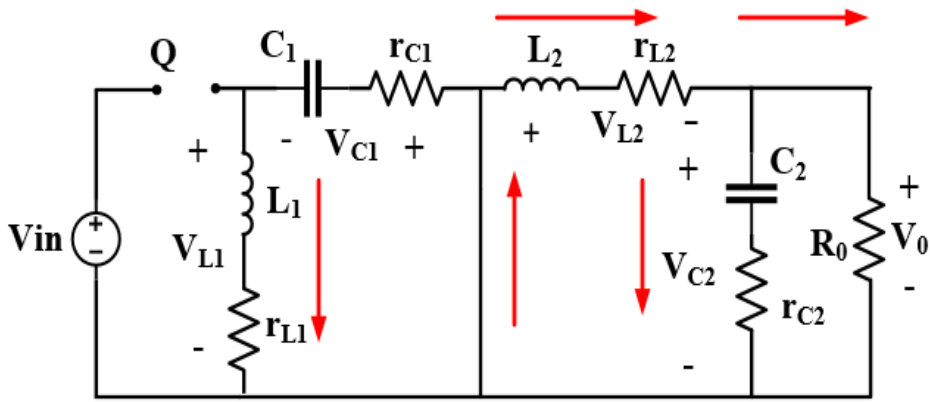 Q
C1
rC1
L2
rL2
+
-
VC1
+
+
VL2
-
+
C2
+
Vin
+
-
L1
VL1
R0
V0
VC2
rC2
-
rL1
-
-